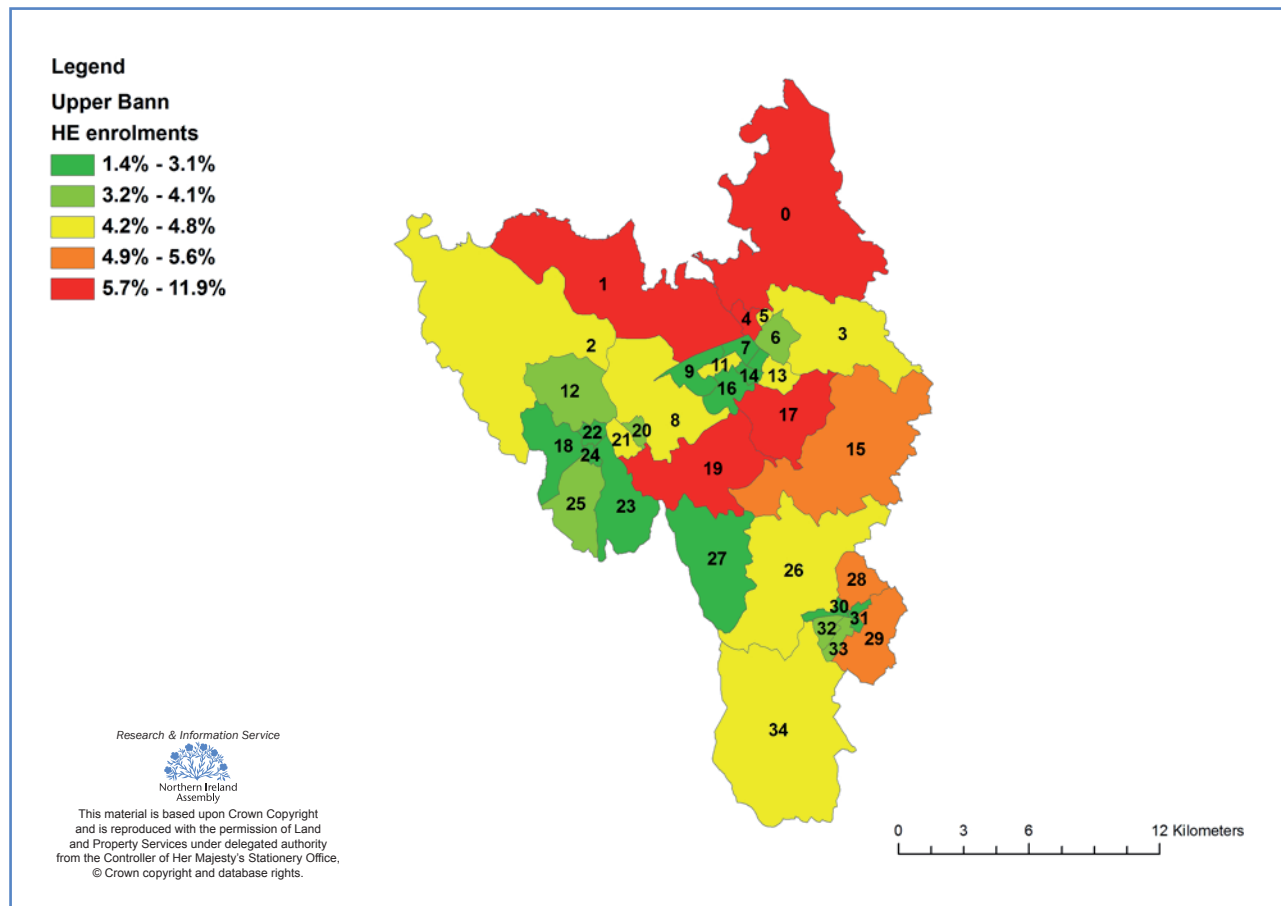 Legend
Upper Bann
HE enrolments
1.4% - 3.1%
3.2% - 4.1%
4.2% - 4.8%
4.9% - 5.6%
5.7% - 11.9%
0
1
4
5
3
2
7
6
9
11
14
13
12
16
17
8
22
21
20
18
24
19
15
25
23
27
26
28
30
31
32
29
33
34
Research & Information Service
Northern Ireland
Assembly
This material is based upon Crown Copyright
and is reproduced with the permission of Land
and Property Services under delegated authority
from the Controller of Her Majesty's Stationery Office,
© Crown copyright and database rights.
0 3 6 12 Kilometers